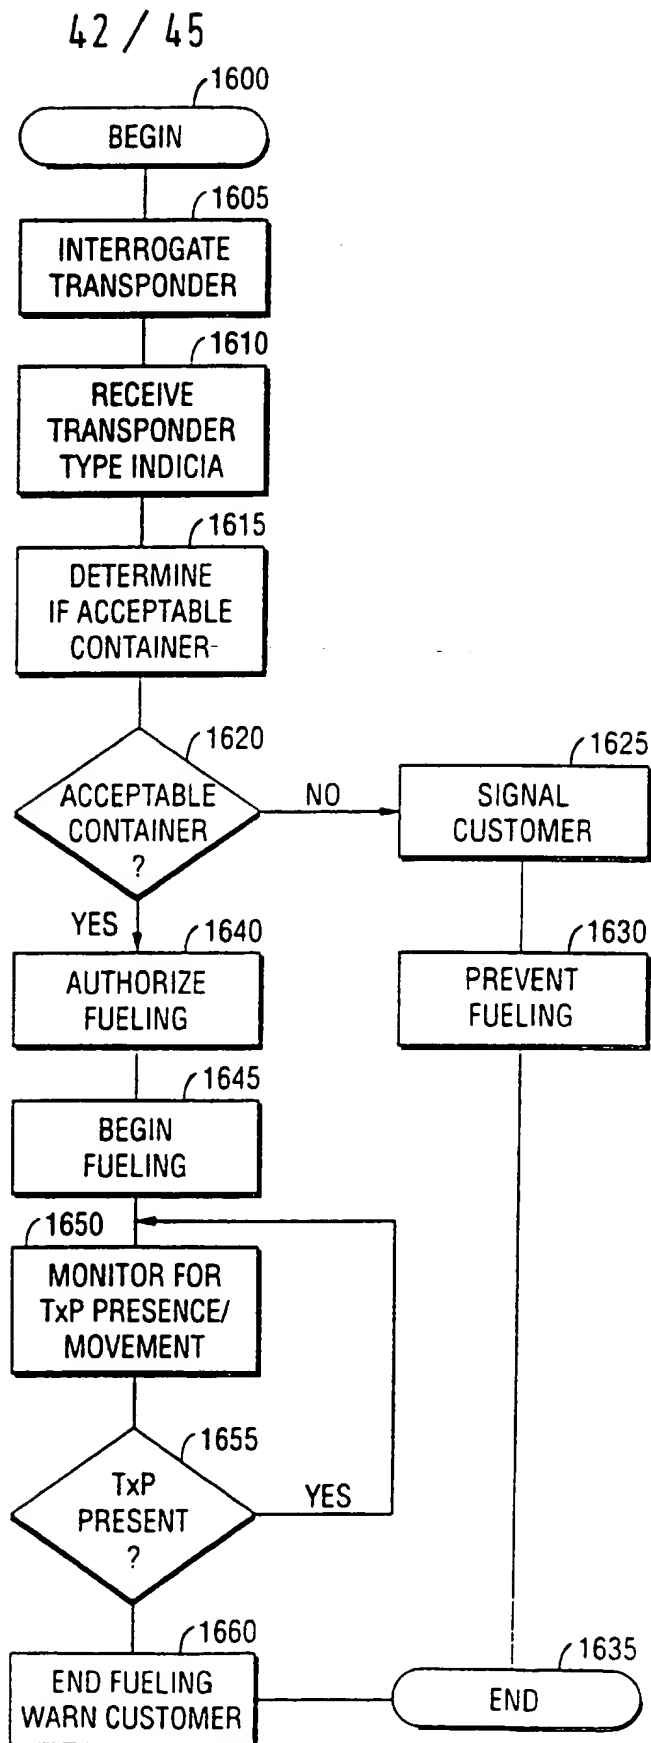 42 / 45
1600
BEGIN
1605
INTERROGATE
TRANSPONDER
1610
RECEIVE
TRANSPONDER
TYPE INDICIA
1615
DETERMINE
IF ACCEPTABLE
CONTAINER
1620
ACCEPTABLE
CONTAINER
?
NO
1625
SIGNAL
CUSTOMER
YES
1640
AUTHORIZE
FUELING
1630
PREVENT
FUELING
1645
BEGIN
FUELING
1650
MONITOR FOR
TxP PRESENCE/
MOVEMENT
1655
TxP
PRESENT
?
YES
1660
END FUELING
WARN CUSTOMER
1635
END